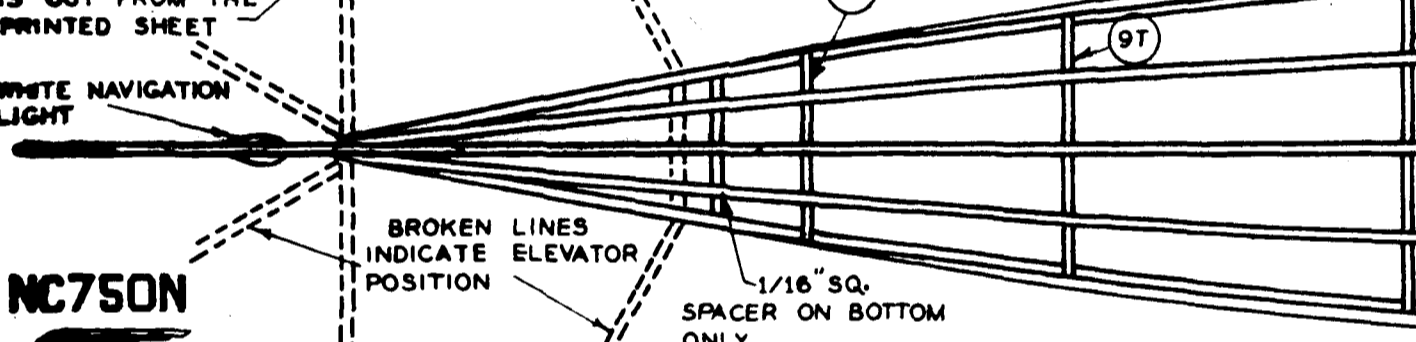 IS CUT FROM THE
PRINTED SHEET
WHITE NAVIGATION
LIGHT
9T
BROKEN LINES
INDICATE ELEVATOR
POSITION
NC750N
1/16" SQ.
SPACER ON BOTTOM
ONLY